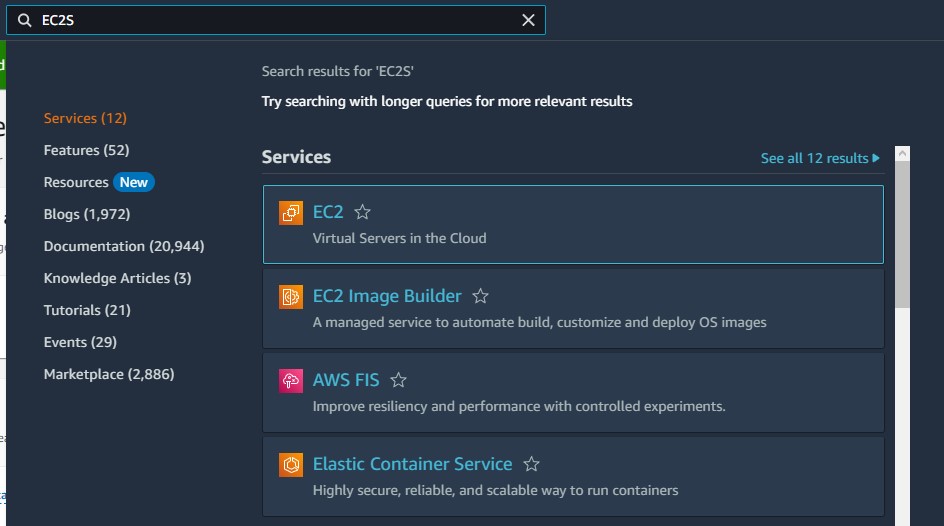 EC2S
Search results for 'EC2S'
Try searching with longer queries for more relevant results
Services (12)
Features (52)
Resources New
Blogs (1,972)
Documentation (20,944)
Knowledge Articles (3)
Tutorials (21)
Events (29)
Marketplace (2,886)
Services
See all 12 results
EC2
Virtual Servers in the Cloud
EC2 Image Builder
A managed service to automate build, customize and deploy OS images
AWS FIS
Improve resiliency and performance with controlled experiments.
Elastic Container Service
Highly secure, reliable, and scalable way to run containers